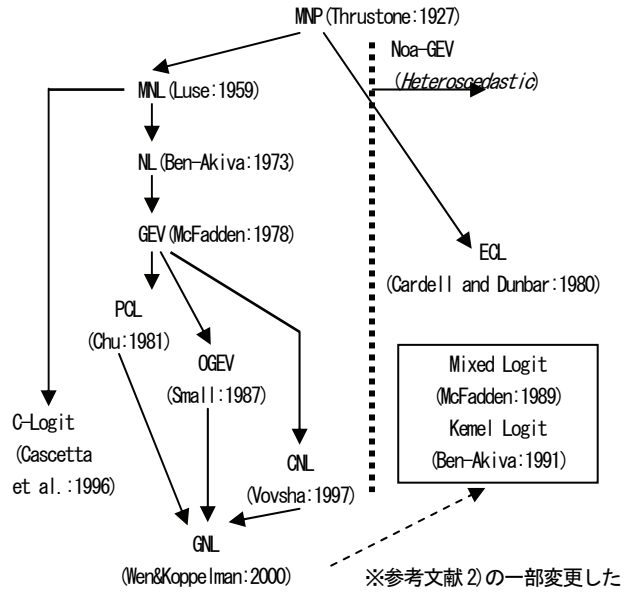 MNP(Thrustone:1927)
Noa-GEV
(Heteroscedastic)
MNL(Luse:1959)
NL(Ben-Akiva:1973)
GEV(McFadden:1978)
ECL
(Cardell and Dunbar:1980)
PCL
(Chu:1981)
OGEV
(Small:1987)
Mixed Logit
(McFadden:1989)
Kemel Logit
(Ben-Akiva:1991)
C-Logit
(Cascetta
et al.:1996)
CNL
(Vovsha:1997)
GNL
(Wen&Koppelman:2000)
※参考文献2)の一部変更した